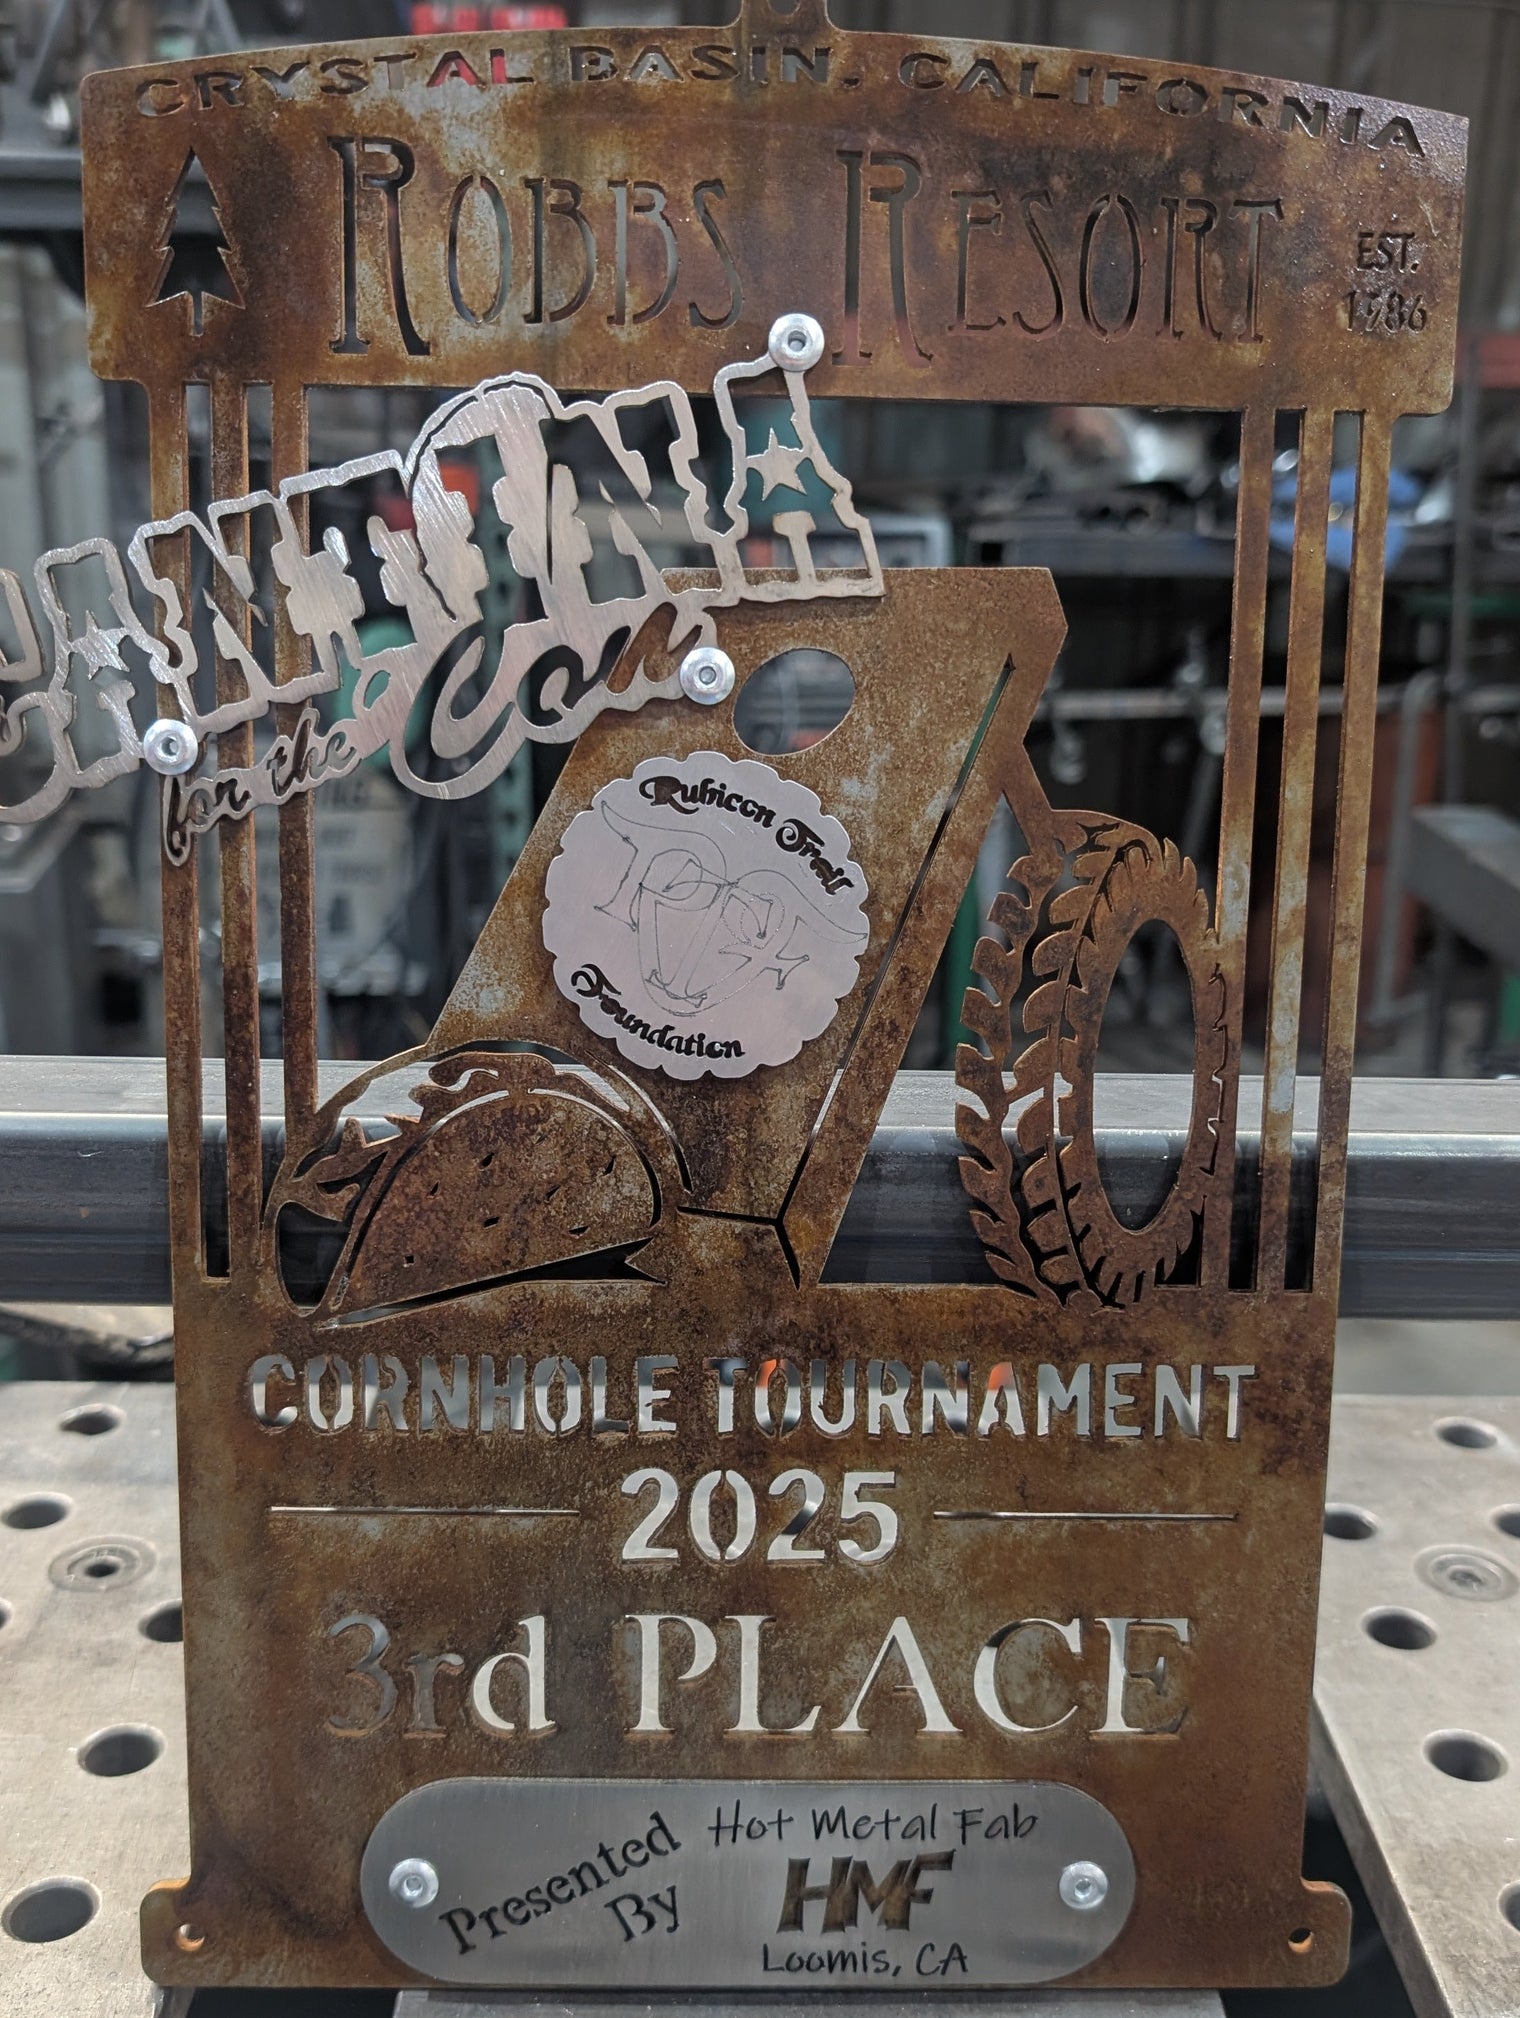 CRYSTAL BASIN, CALIFORNIA
ROBBS RESORT
EST.
1986
CANTINA
for the Con
Rubicon Trail
RTF
Foundation
CORNHOLE TOURNAMENT
2025
3rd PLACE
Presented
By
Hot Metal Fab
HMF
Loomis, CA